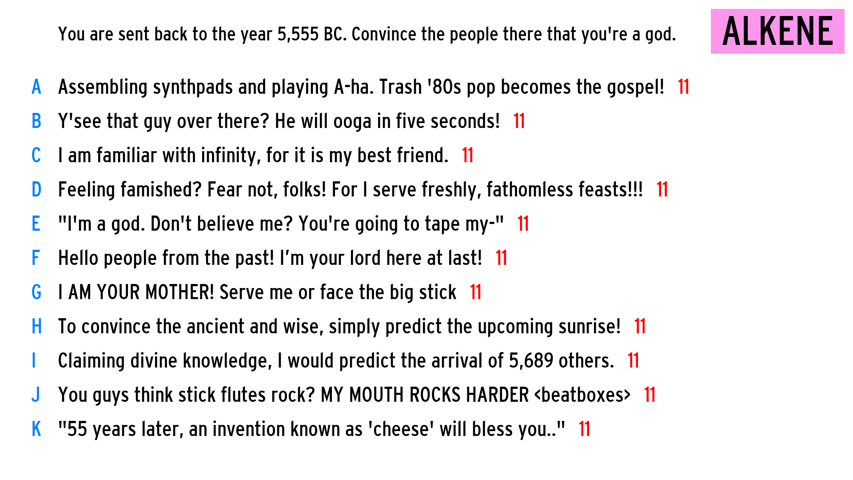 You are sent back to the year 5,555 BC. Convince the people there that you're a god. ALKENE
A Assembling synthpads and playing A-ha. Trash '80s pop becomes the gospel! 11
B Y'see that guy over there? He will ooga in five seconds! 11
C I am familiar with infinity, for it is my best friend. 11
D Feeling famished? Fear not, folks! For I serve freshly, fathomless feasts!!! 11
E "I'm a god. Don't believe me? You're going to tape my-" 11
F Hello people from the past! I’m your lord here at last! 11
G I AM YOUR MOTHER! Serve me or face the big stick 11
H To convince the ancient and wise, simply predict the upcoming sunrise! 11
I Claiming divine knowledge, I would predict the arrival of 5,689 others. 11
J You guys think stick flutes rock? MY MOUTH ROCKS HARDER <beatboxes> 11
K "55 years later, an invention known as 'cheese' will bless you.." 11